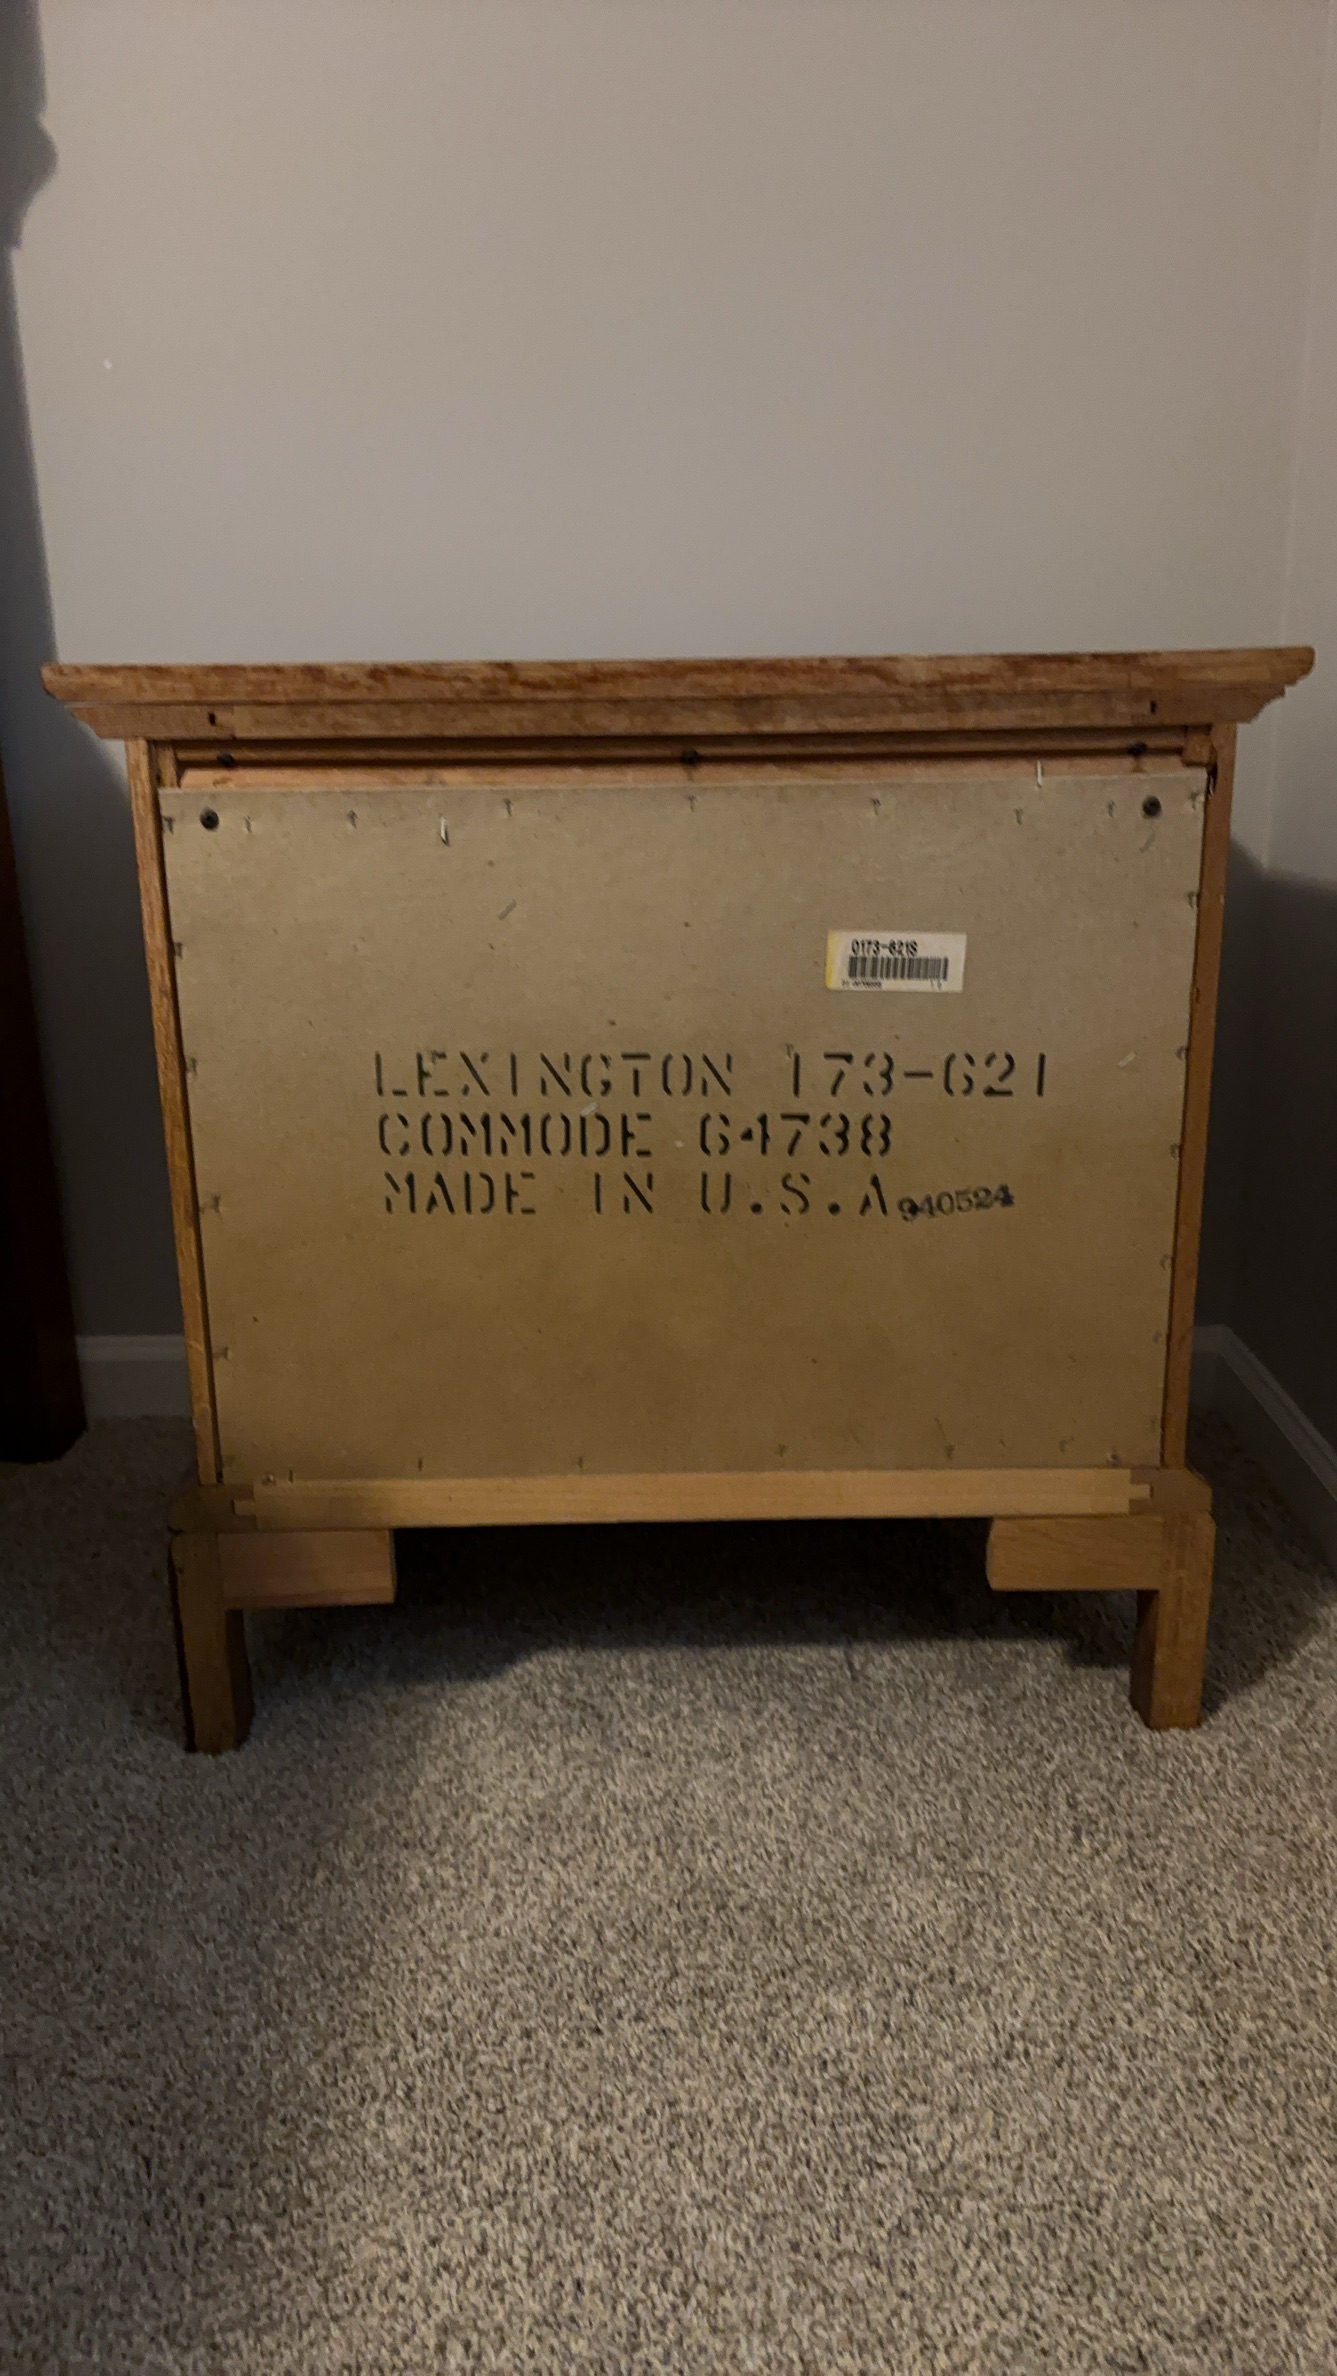 0173-621S
LEXINGTON 173-621
COMMODE 64738
MADE IN U.S.A 940524